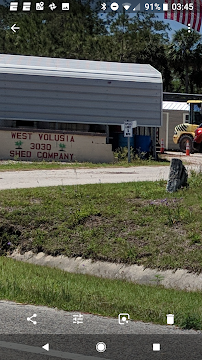 91% 03:45
WEST VOLUSIA
3030
SHED COMPANY